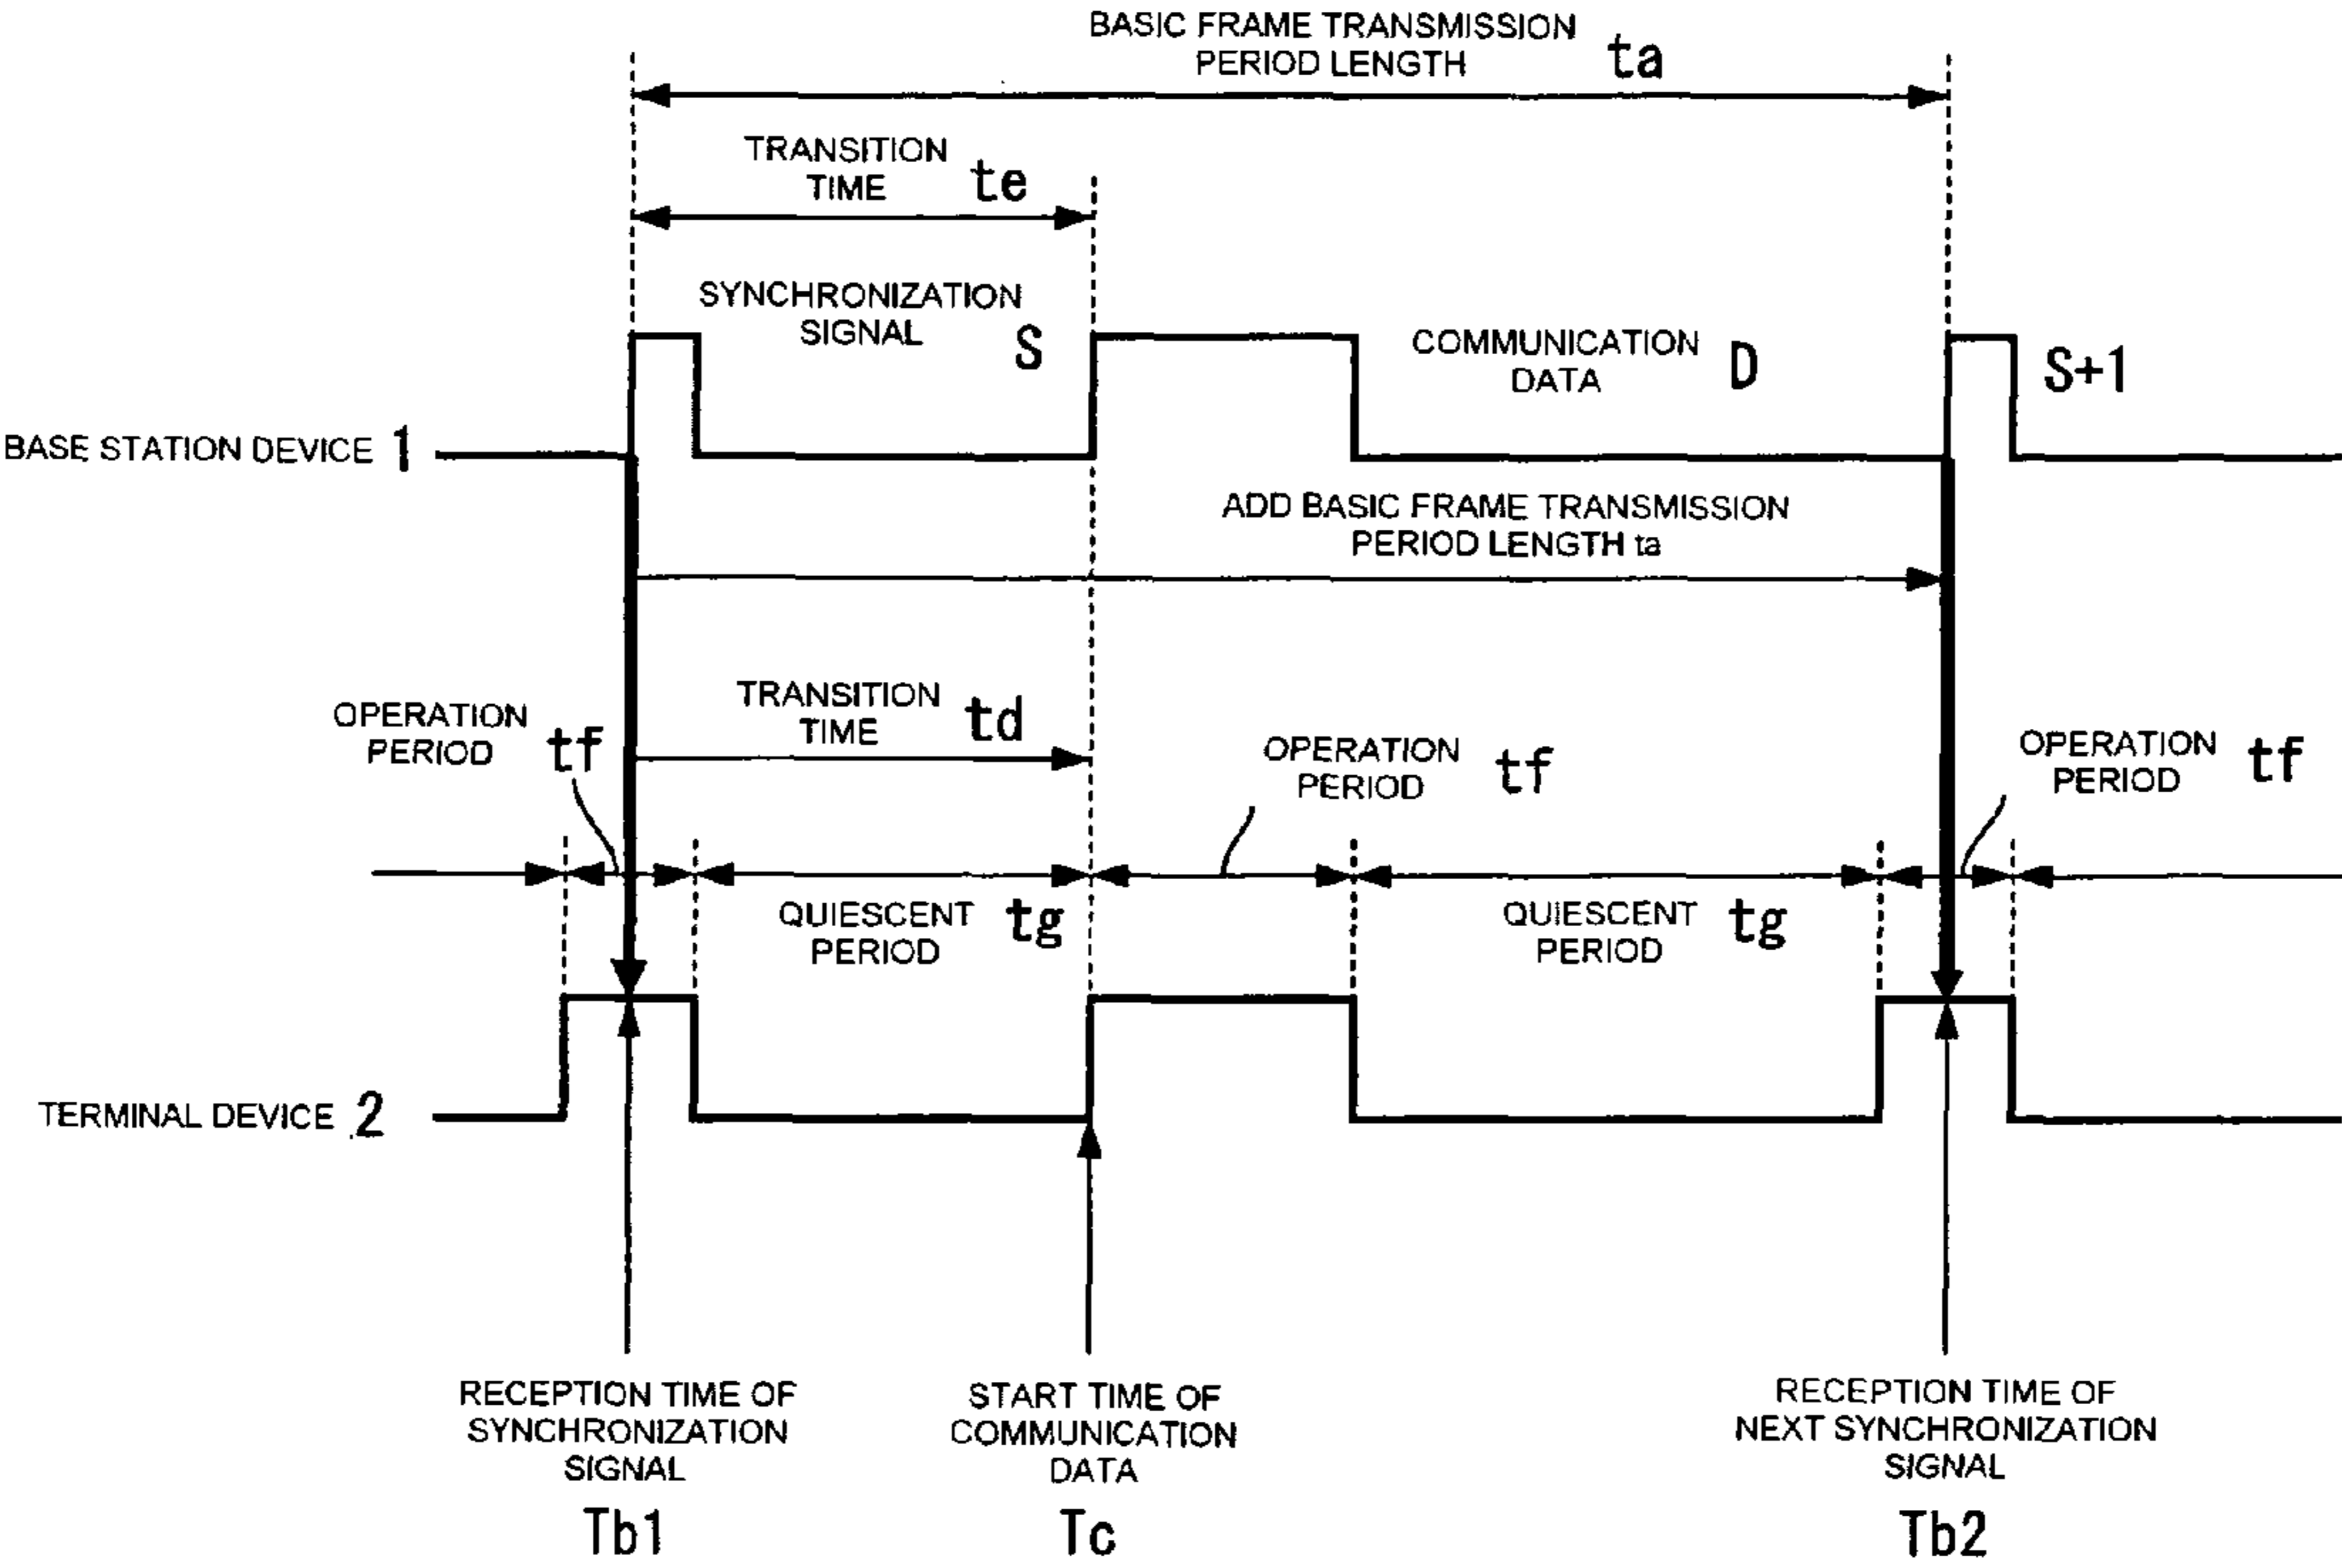 BASIC FRAME TRANSMISSION
PERIOD LENGTH ta
TRANSITION
TIME te
SYNCHRONIZATION
SIGNAL S
COMMUNICATION
DATA D
S+1
BASE STATION DEVICE 1
ADD BASIC FRAME TRANSMISSION
PERIOD LENGTH ta
TRANSITION
TIME td
OPERATION
PERIOD tf
OPERATION
PERIOD tf
OPERATION
PERIOD tf
QUIESCENT
PERIOD tg
QUIESCENT
PERIOD tg
TERMINAL DEVICE 2
RECEPTION TIME OF
SYNCHRONIZATION
SIGNAL
Tb1
START TIME OF
COMMUNICATION
DATA
Tc
RECEPTION TIME OF
NEXT SYNCHRONIZATION
SIGNAL
Tb2